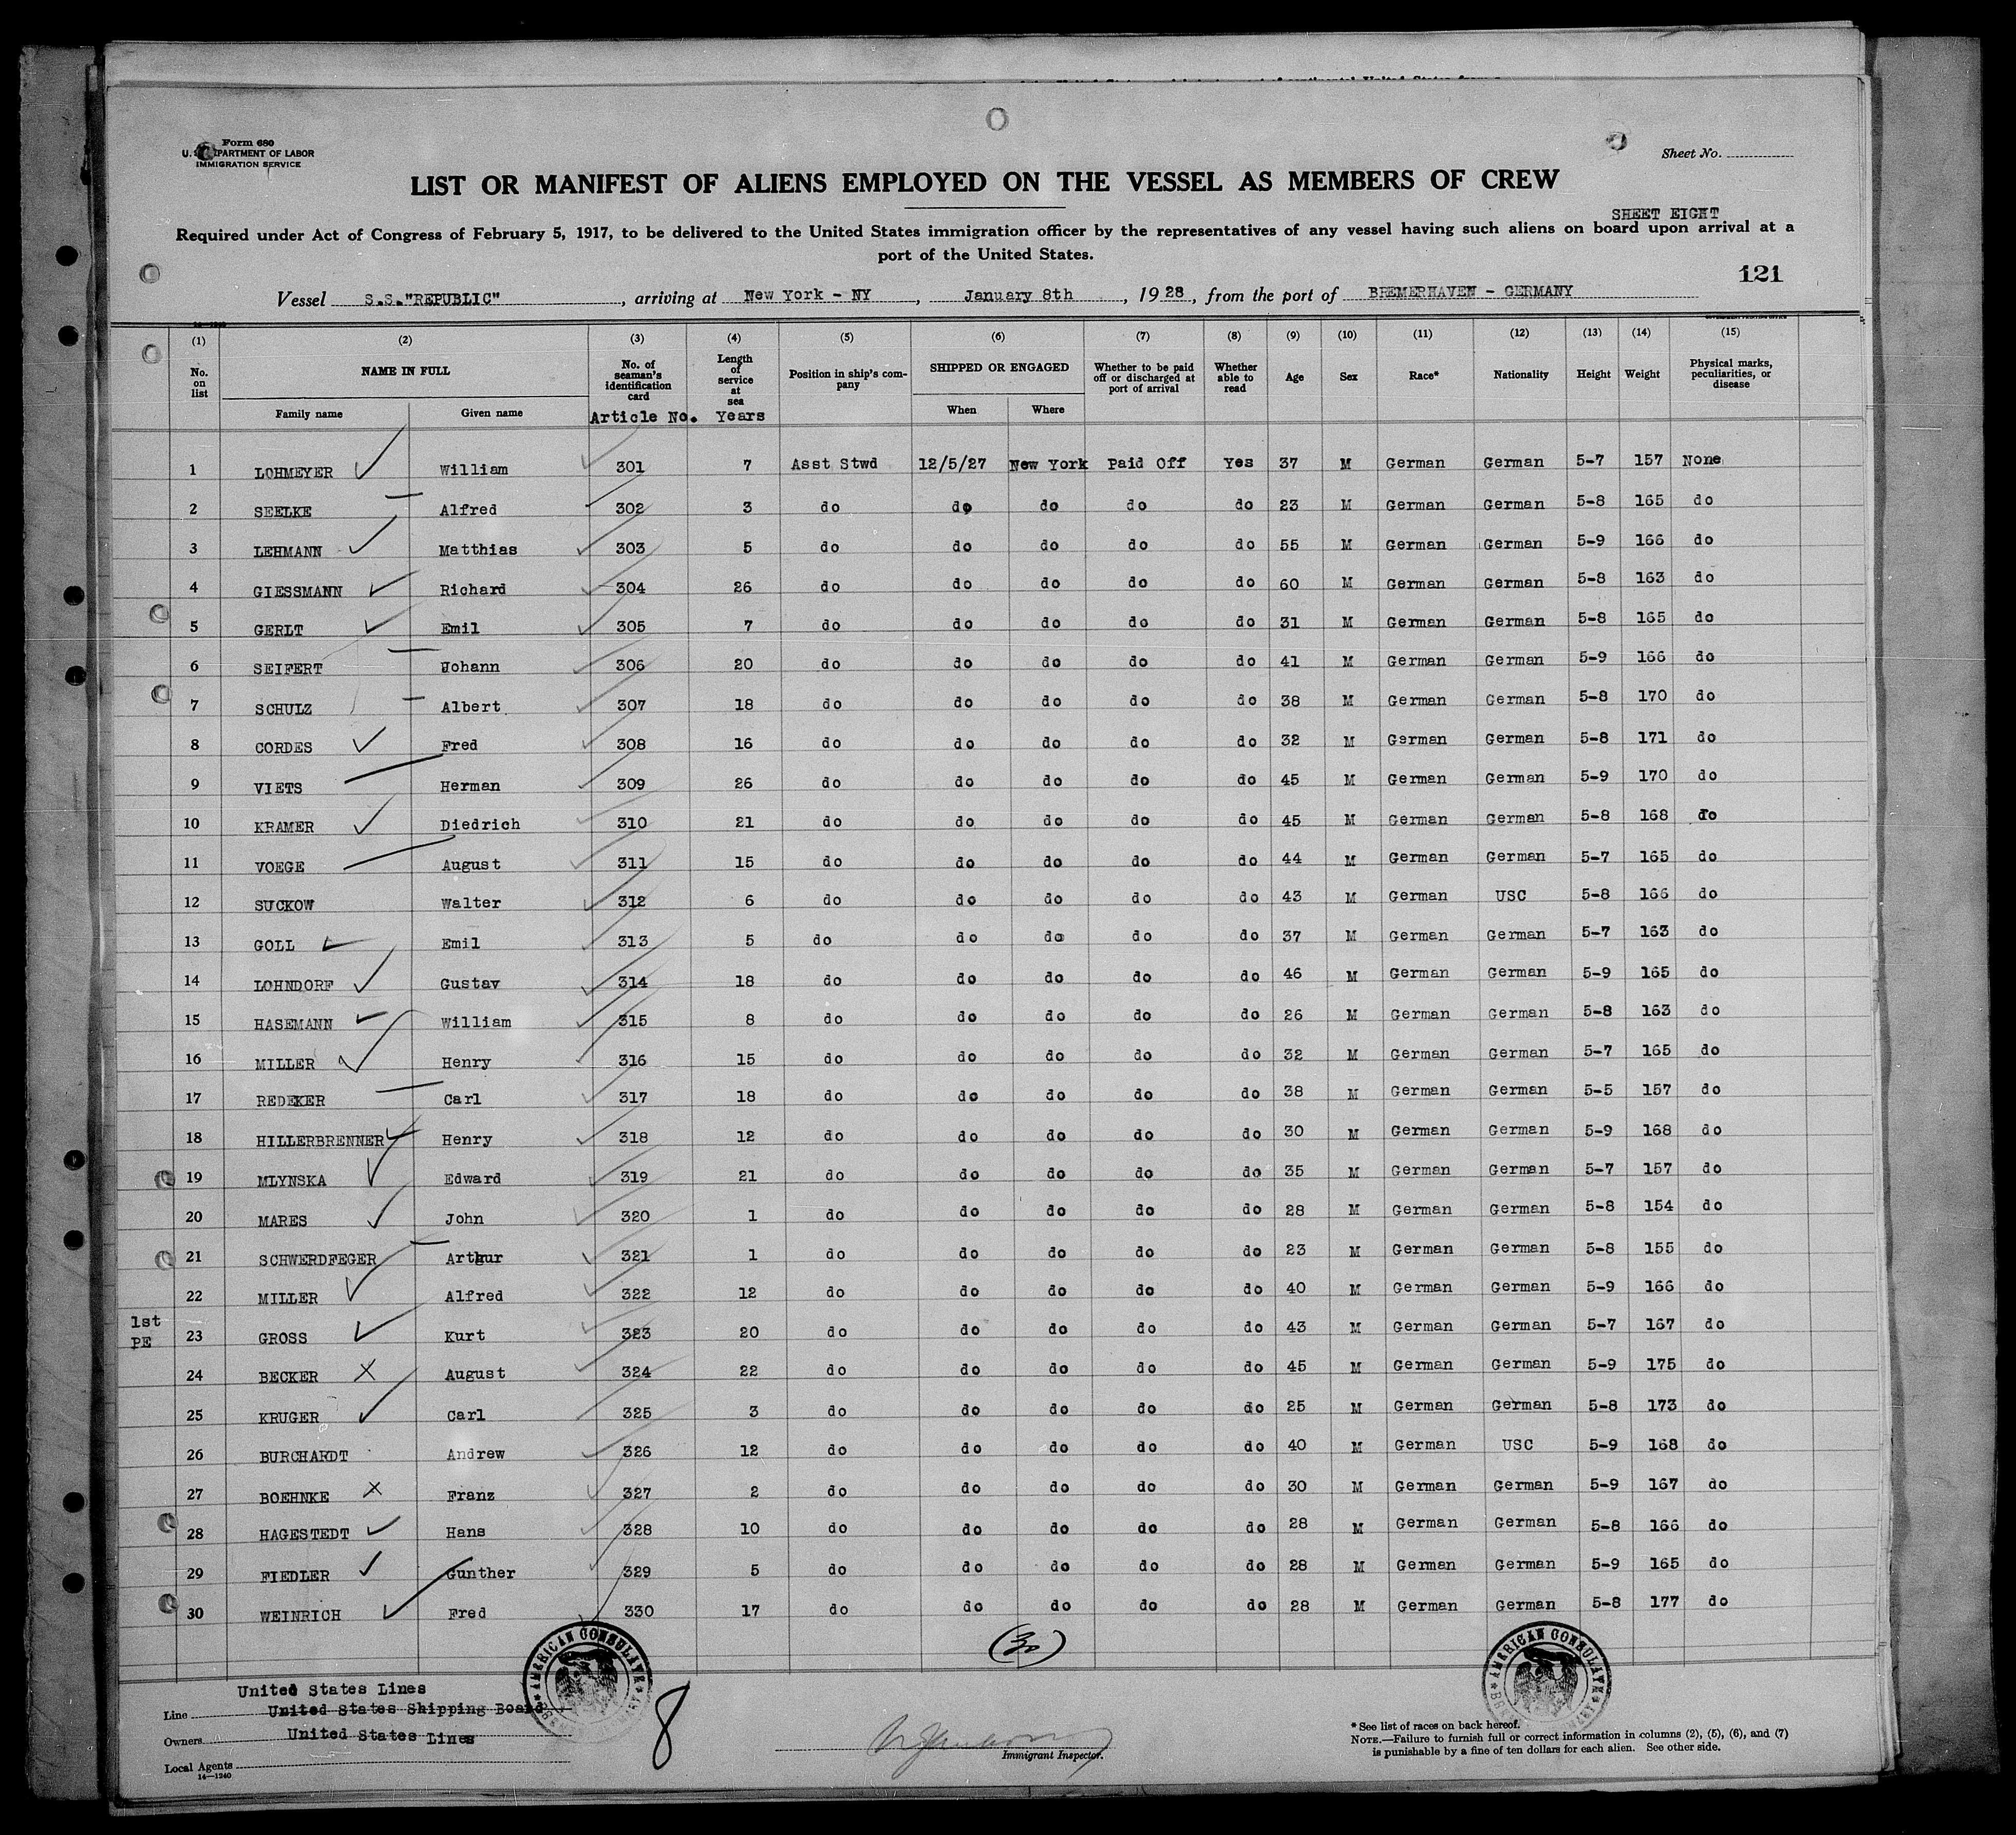 Form 680
U. S. DEPARTMENT OF LABOR
IMMIGRATION SERVICE
Sheet No.
LIST OR MANIFEST OF ALIENS EMPLOYED ON THE VESSEL AS MEMBERS OF CREW
SHEET EIGHT
Required under Act of Congress of February 5, 1917, to be delivered to the United States immigration officer by the representatives of any vessel having such aliens on board upon arrival at a
port of the United States.
121
Vessel S.S."REPUBLIC", arriving at New York - NY, January 8th, 1928, from the port of BREMERHAVEN - GERMANY
(1) (2) (3) (4) (5) (6) (7) (8) (9) (10) (11) (12) (13) (14) (15)
No. on list NAME IN FULL Family name Given name No. of seaman's identification card Article No. Length of service at sea Years Position in ship's company SHIPPED OR ENGAGED When Where Whether to be paid off or discharged at port of arrival Whether able to read Age Sex Race* Nationality Height Weight Physical marks, peculiarities, or disease
1 LOHMEYER William 301 7 Asst Stwd 12/5/27 New York Paid Off Yes 37 M German German 5-7 157 None
2 SEELKE Alfred 302 3 do do do do do 23 M German German 5-8 165 do
3 LEHMANN Matthias 303 5 do do do do do 55 M German German 5-9 166 do
4 GIESSMANN Richard 304 26 do do do do do 60 M German German 5-8 163 do
5 GERLT Emil 305 7 do do do do do 31 M German German 5-8 165 do
6 SEIFERT Johann 306 20 do do do do do 41 M German German 5-9 166 do
7 SCHULZ Albert 307 18 do do do do do 38 M German German 5-8 170 do
8 CORDES Fred 308 16 do do do do do 32 M German German 5-8 171 do
9 VIETS Herman 309 26 do do do do do 45 M German German 5-9 170 do
10 KRAMER Diedrich 310 21 do do do do do 45 M German German 5-8 168 do
11 VOEGE August 311 15 do do do do do 44 M German German 5-7 165 do
12 SUCKOW Walter 312 6 do do do do do 43 M German USC 5-8 166 do
13 GOLL Emil 313 5 do do do do do 37 M German German 5-7 163 do
14 LOHNDORF Gustav 314 18 do do do do do 46 M German German 5-9 165 do
15 HASEMANN William 315 8 do do do do do 26 M German German 5-8 163 do
16 MILLER Henry 316 15 do do do do do 32 M German German 5-7 165 do
17 REDEKER Carl 317 18 do do do do do 38 M German German 5-5 157 do
18 HILLERBRENNER Henry 318 12 do do do do do 30 M German German 5-9 168 do
19 MLYNSKA Edward 319 21 do do do do do 35 M German German 5-7 157 do
20 MARES John 320 1 do do do do do 28 M German German 5-8 154 do
21 SCHWERDFEGER Arthur 321 1 do do do do do 23 M German German 5-8 155 do
22 MILLER Alfred 322 12 do do do do do 40 M German German 5-9 166 do
1st PE 23 GROSS Kurt 323 20 do do do do do 43 M German German 5-7 167 do
24 BECKER August 324 22 do do do do do 45 M German German 5-9 175 do
25 KRUGER Carl 325 3 do do do do do 25 M German German 5-8 173 do
26 BURCHARDT Andrew 326 12 do do do do do 40 M German USC 5-9 168 do
27 BOEHNKE Franz 327 2 do do do do do 30 M German German 5-9 167 do
28 HAGESTEDT Hans 328 10 do do do do do 28 M German German 5-8 166 do
29 FIEDLER Gunther 329 5 do do do do do 28 M German German 5-9 165 do
30 WEINRICH Fred 330 17 do do do do do 28 M German German 5-8 177 do
(30)
AMERICAN CONSULATE
AMERICAN CONSULATE
United States Lines
Line United States Shipping Board
Owners United States Lines
Local Agents
14—1240
8
Immigrant Inspector.
* See list of races on back hereof.
NOTE.—Failure to furnish full or correct information in columns (2), (5), (6), and (7)
is punishable by a fine of ten dollars for each alien. See other side.